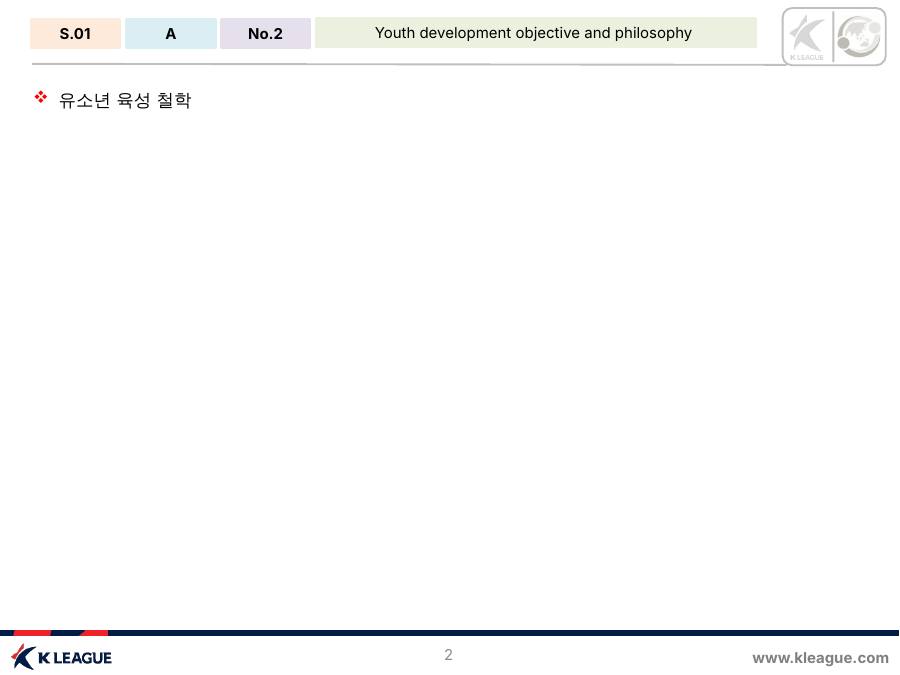 S.01
A
No.2
Youth development objective and philosophy
K LEAGUE
유소년 육성 철학
K LEAGUE
2
www.kleague.com